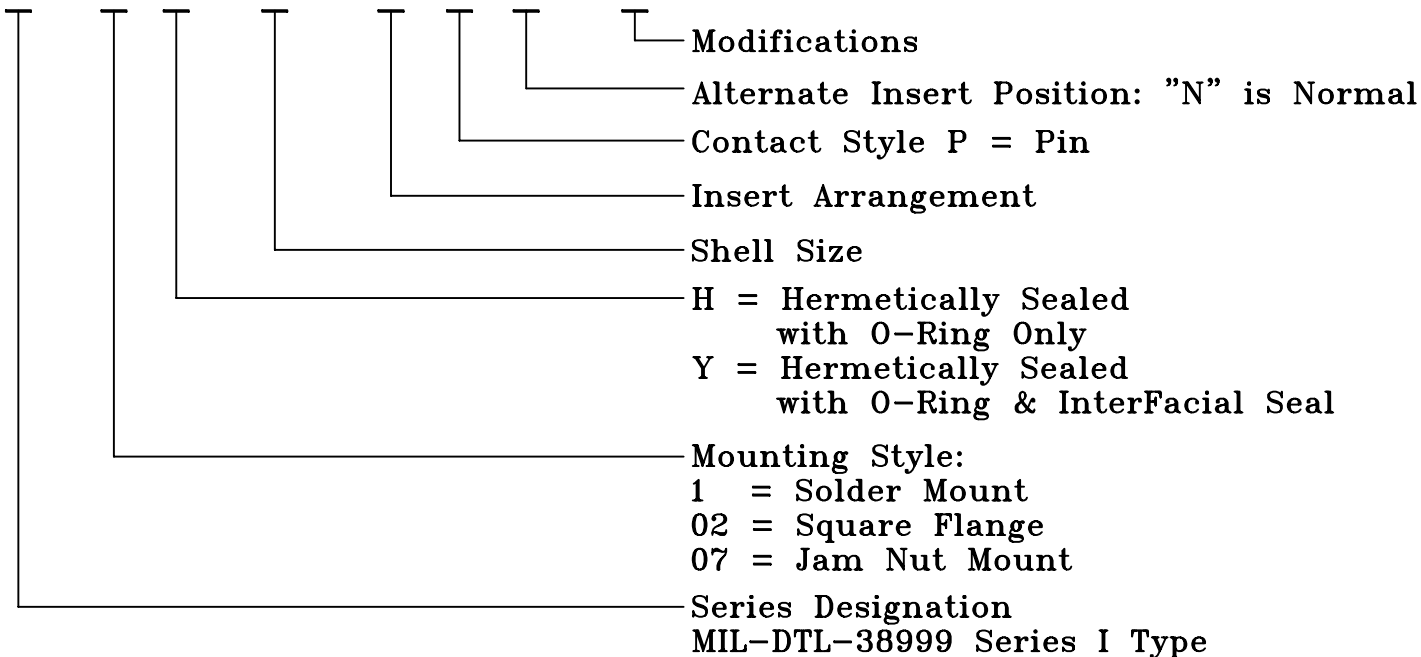 Modifications
Alternate Insert Position: "N" is Normal
Contact Style P = Pin
Insert Arrangement
Shell Size
H = Hermetically Sealed
with O-Ring Only
Y = Hermetically Sealed
with O-Ring & InterFacial Seal
Mounting Style:
1 = Solder Mount
02 = Square Flange
07 = Jam Nut Mount
Series Designation
MIL-DTL-38999 Series I Type